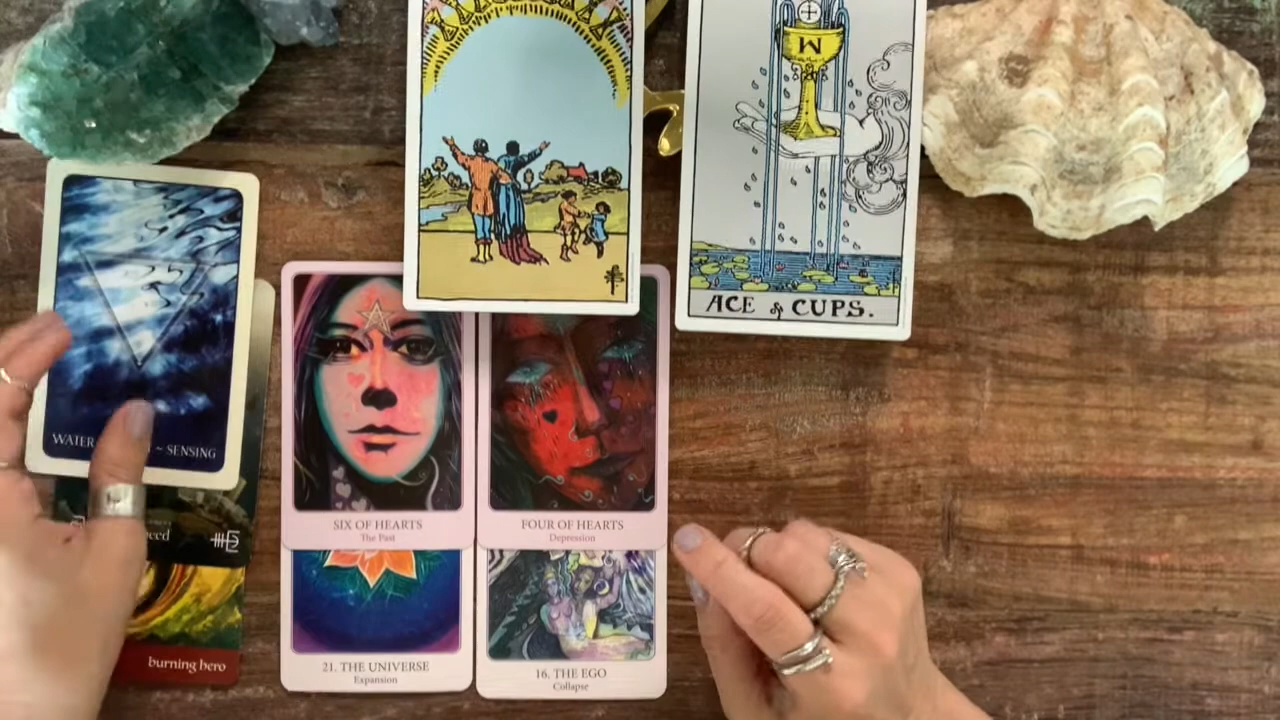 W
ACE of CUPS.
WATER
~ SENSING
SIX OF HEARTS
The Past
FOUR OF HEARTS
Depression
21. THE UNIVERSE
Expansion
16. THE EGO
Collapse
burning hero